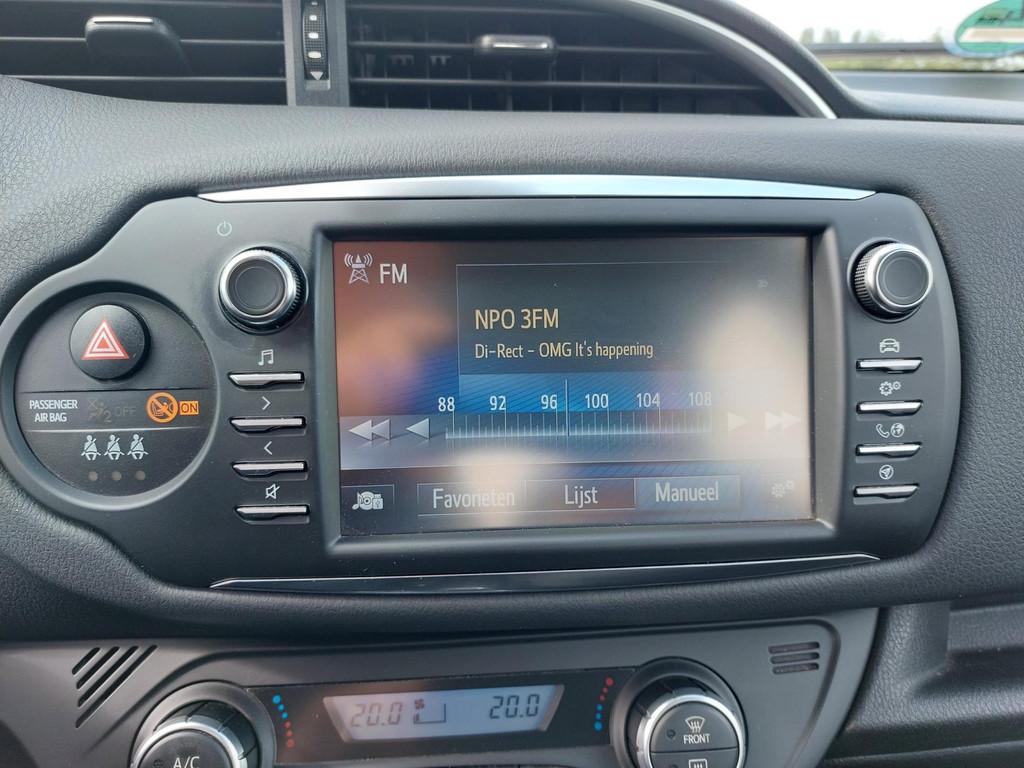 FM
NPO 3FM
Di-Rect - OMG It's happening
88 92 96 100 104 108
Favorieten Lijst Manueel
PASSENGER
AIR BAG
2 OFF
ON
20.0 20.0
A/C
FRONT